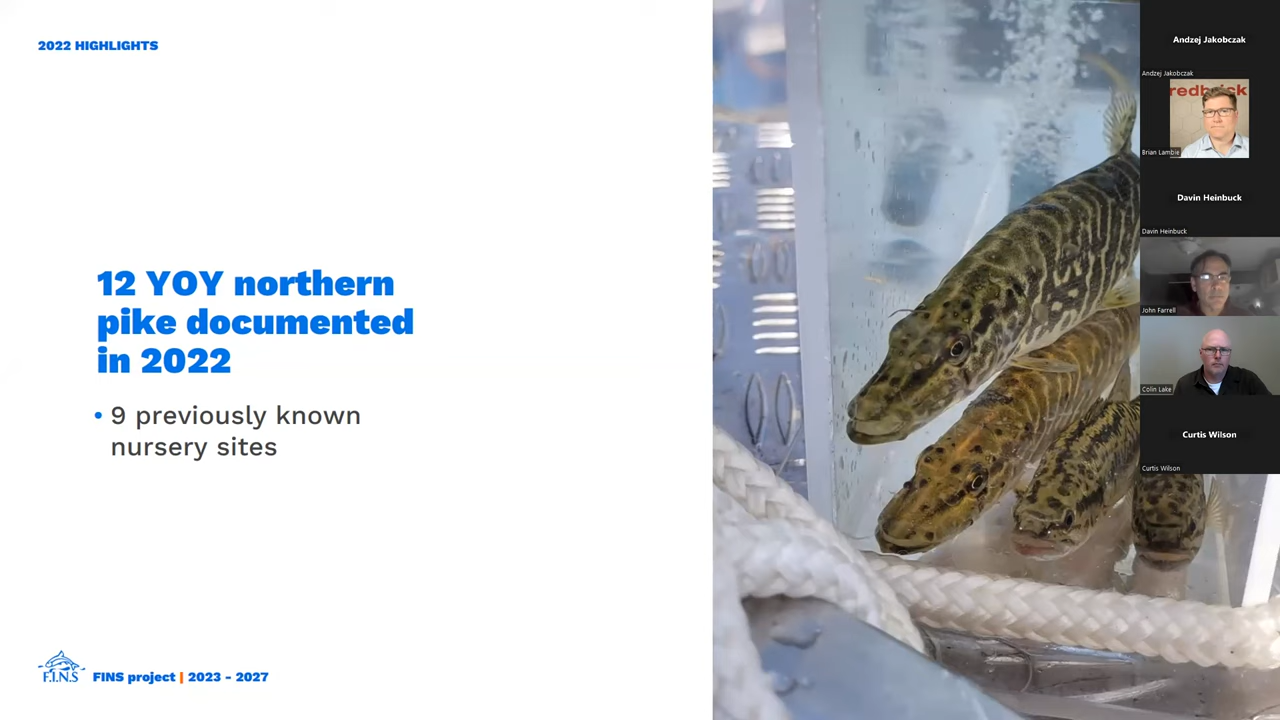 2022 HIGHLIGHTS
12 YOY northern
pike documented
in 2022
• 9 previously known
nursery sites
F.I.N.S
FINS project | 2023 - 2027
Andzej Jakobczak
Andzej Jakobczak
redbrick
Brian Lambie
Davin Heinbuck
Davin Heinbuck
John Farrell
Colin Lake
Curtis Wilson
Curtis Wilson